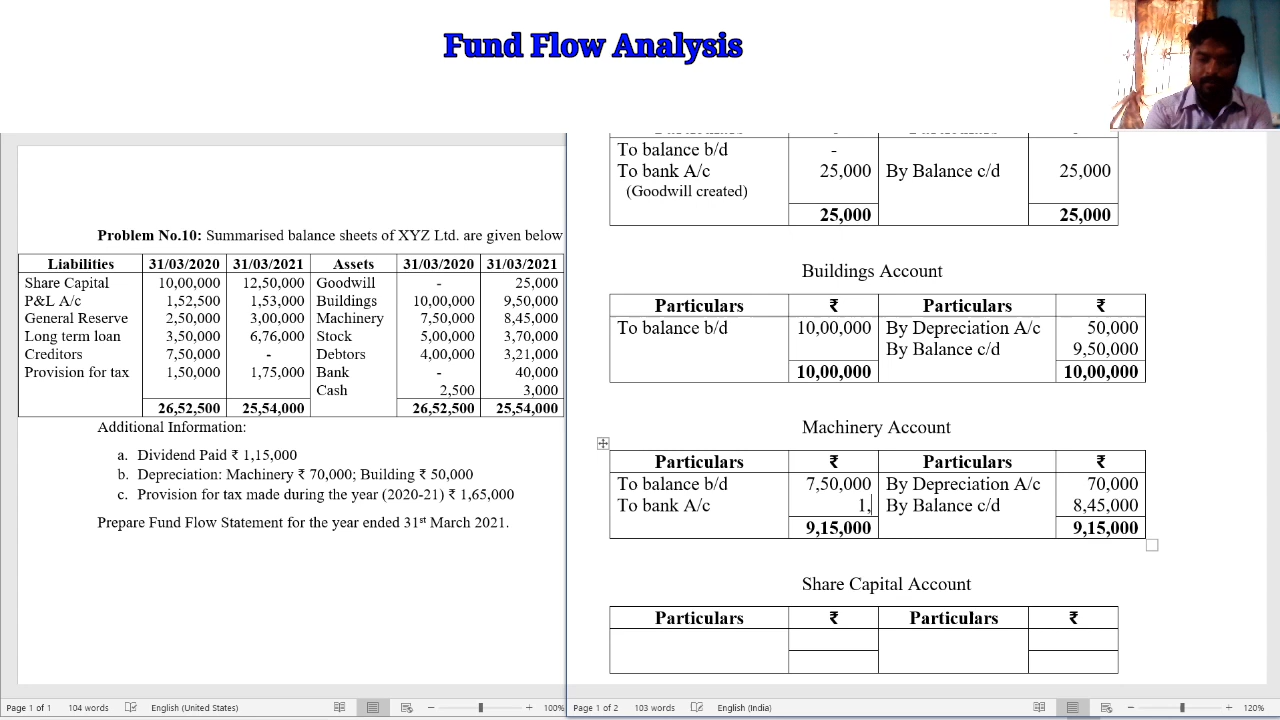 Fund Flow Analysis
Problem No.10: Summarised balance sheets of XYZ Ltd. are given below
Liabilities 31/03/2020 31/03/2021 Assets 31/03/2020 31/03/2021
Share Capital 10,00,000 12,50,000 Goodwill - 25,000
P&L A/c 1,52,500 1,53,000 Buildings 10,00,000 9,50,000
General Reserve 2,50,000 3,00,000 Machinery 7,50,000 8,45,000
Long term loan 3,50,000 6,76,000 Stock 5,00,000 3,70,000
Creditors 7,50,000 - Debtors 4,00,000 3,21,000
Provision for tax 1,50,000 1,75,000 Bank - 40,000
Cash 2,500 3,000
26,52,500 25,54,000 26,52,500 25,54,000
Additional Information:
a. Dividend Paid ₹ 1,15,000
b. Depreciation: Machinery ₹ 70,000; Building ₹ 50,000
c. Provision for tax made during the year (2020-21) ₹ 1,65,000
Prepare Fund Flow Statement for the year ended 31st March 2021.
To balance b/d -
To bank A/c 25,000 By Balance c/d 25,000
(Goodwill created)
25,000 25,000
Buildings Account
Particulars ₹ Particulars ₹
To balance b/d 10,00,000 By Depreciation A/c 50,000
By Balance c/d 9,50,000
10,00,000 10,00,000
Machinery Account
Particulars ₹ Particulars ₹
To balance b/d 7,50,000 By Depreciation A/c 70,000
To bank A/c 1, By Balance c/d 8,45,000
9,15,000 9,15,000
Share Capital Account
Particulars ₹ Particulars ₹
Page 1 of 1 104 words English (United States) 100%
Page 1 of 2 103 words English (India) 120%